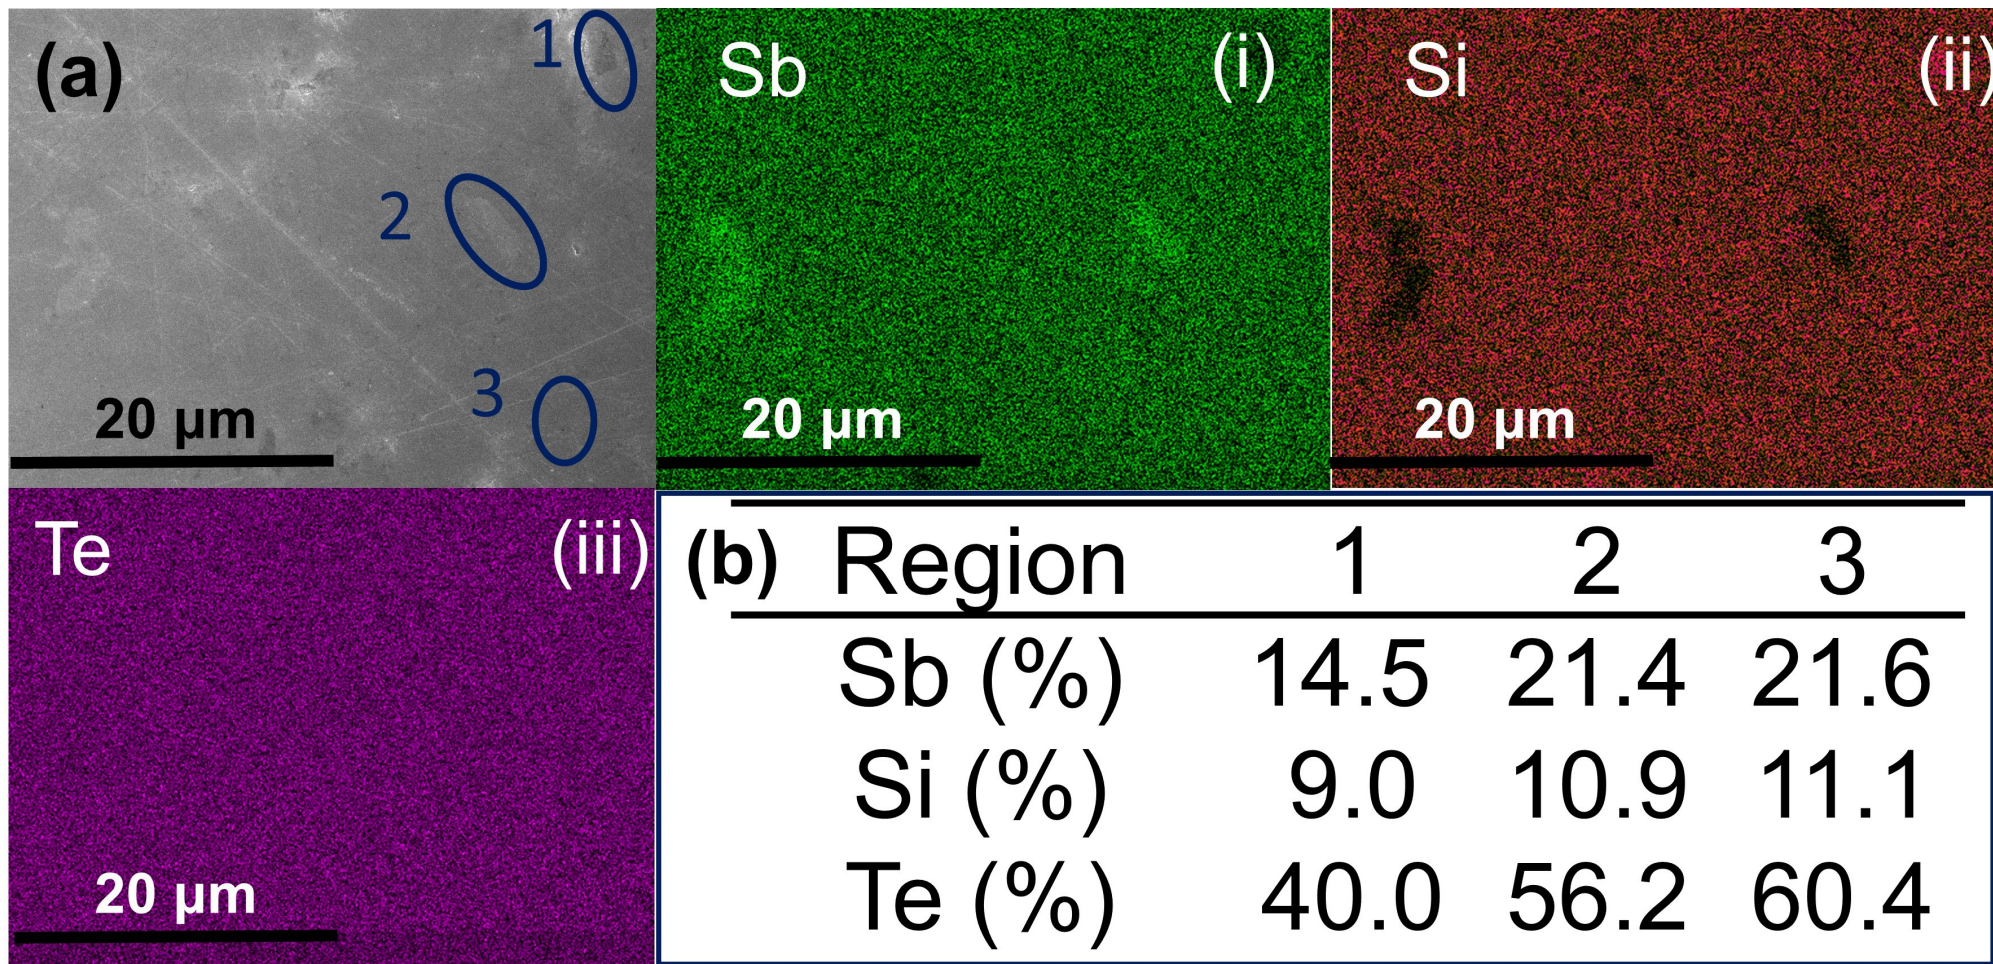 (a)
1
2
3
20 µm
Sb
(i)
20 µm
Si
(ii)
20 µm
Te
(iii)
20 µm
(b) Region 1 2 3
Sb (%) 14.5 21.4 21.6
Si (%) 9.0 10.9 11.1
Te (%) 40.0 56.2 60.4